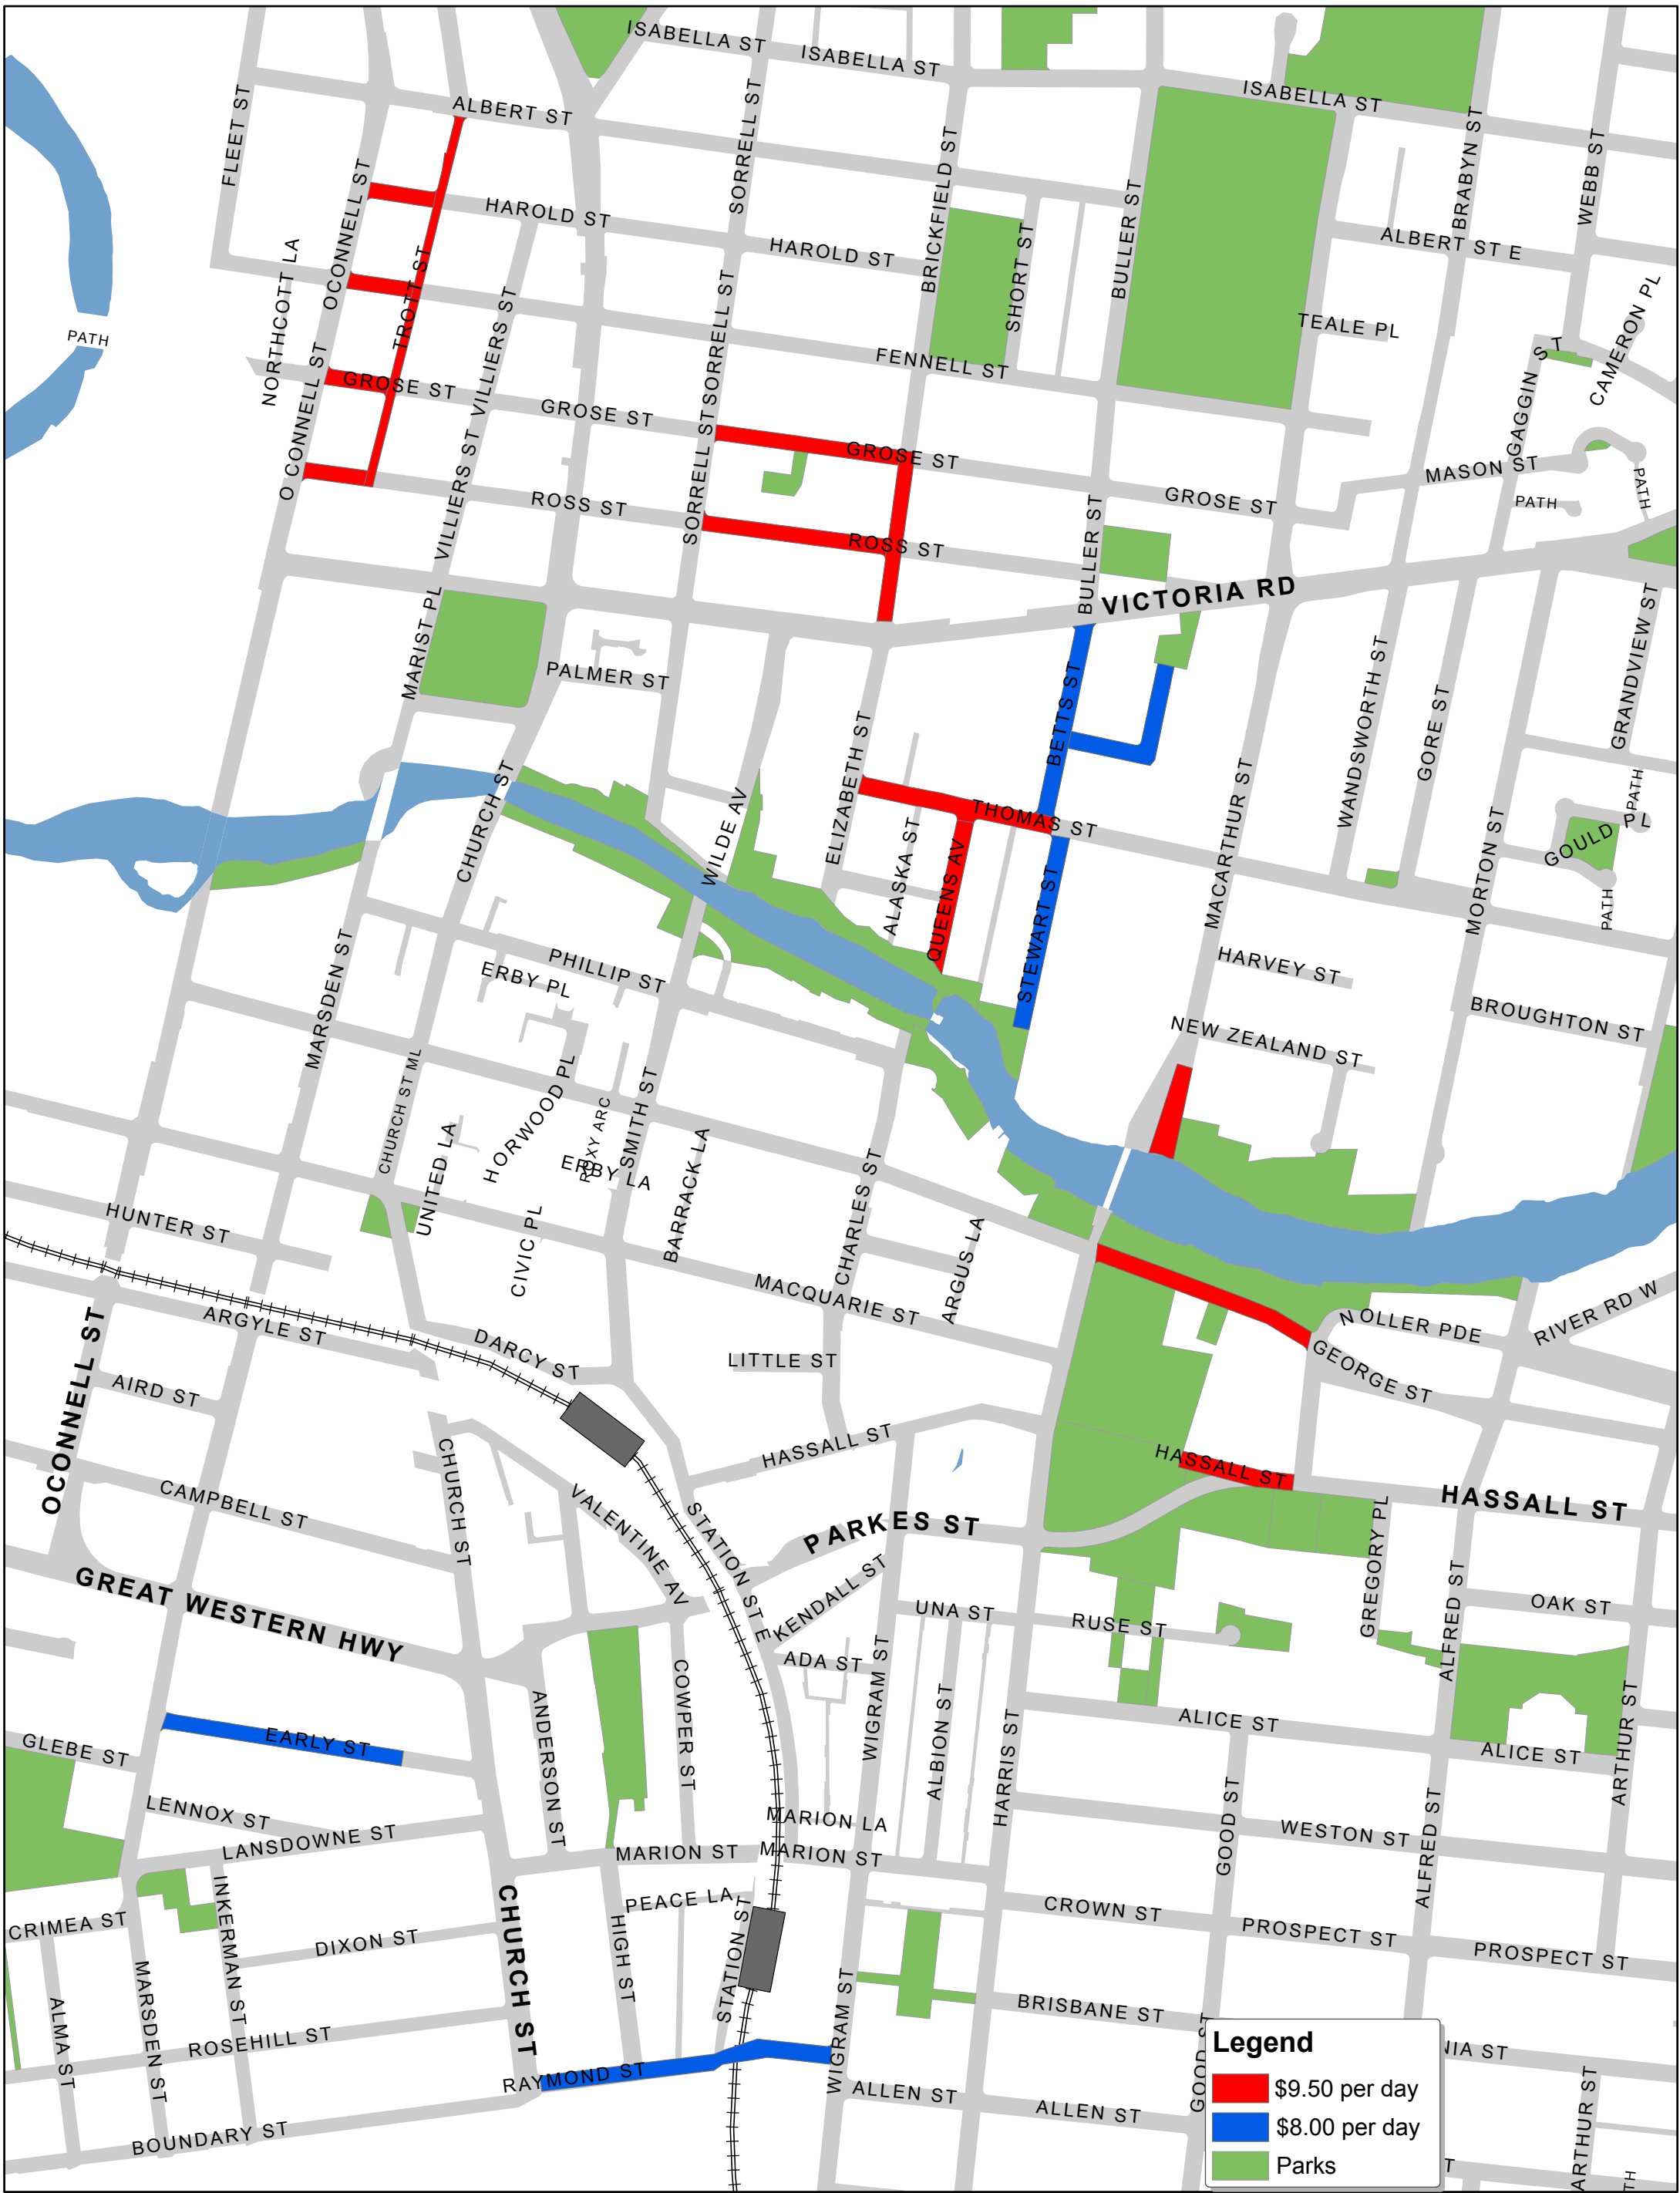 ISABELLA ST
ISABELLA ST
ISABELLA ST
ALBERT ST
FLEET ST
SORRELL ST
BRICKFIELD ST
BRABYN ST
WEBB ST
OCONNELL ST
HAROLD ST
HAROLD ST
BULLER ST
ALBERT ST E
NORTHCOTT LA
TROTT ST
SHORT ST
CAMERON PL
PATH
VILLIERS ST
SORRELL ST
TEALE PL
FENNELL ST
GAGGIN ST
GROSE ST
GROSE ST
GROSE ST
GROSE ST
O CONNELL ST
VILLIERS ST
SORRELL ST
MASON ST
PATH
PATH
ROSS ST
ROSS ST
BULLER ST
VICTORIA RD
MARIST PL
PALMER ST
BETTS ST
WANDSWORTH ST
GORE ST
GRANDVIEW ST
ELIZABETH ST
CHURCH ST
WILDE AV
THOMAS ST
MACARTHUR ST
PATH
GOULD PL
PATH
ALASKA ST
QUEENS AV
STEWART ST
MORTON ST
MARSDEN ST
PHILLIP ST
ERBY PL
HARVEY ST
BROUGHTON ST
NEW ZEALAND ST
CHURCH ST ML
HORWOOD PL
SMITH ST
UNITED LA
ERBY LA
BARRACK LA
CHARLES ST
ARGUS LA
HUNTER ST
CIVIC PL
MACQUARIE ST
ARGYLE ST
DARCY ST
LITTLE ST
NOLLER PDE
RIVER RD W
GEORGE ST
OCONNELL ST
AIRD ST
HASSALL ST
HASSALL ST
HASSALL ST
CAMPBELL ST
CHURCH ST
VALENTINE AV
STATION ST E
PARKES ST
KENDALL ST
GREGORY PL
GREAT WESTERN HWY
UNA ST
RUSE ST
OAK ST
ADA ST
ALFRED ST
EARLY ST
GLEBE ST
ANDERSON ST
COWPER ST
WIGRAM ST
ALBION ST
HARRIS ST
ALICE ST
ALICE ST
ARTHUR ST
LENNOX ST
LANSDOWNE ST
MARION LA
MARION ST
MARION ST
GOOD ST
WESTON ST
ALFRED ST
CRIMEA ST
INKERMAN ST
DIXON ST
CHURCH ST
PEACE LA
HIGH ST
STATION ST
CROWN ST
PROSPECT ST
PROSPECT ST
ALMA ST
MARSDEN ST
ROSEHILL ST
RAYMOND ST
WIGRAM ST
BRISBANE ST
GOOD ST
NIA ST
BOUNDARY ST
ALLEN ST
ALLEN ST
ARTHUR ST
Legend
$9.50 per day
$8.00 per day
Parks